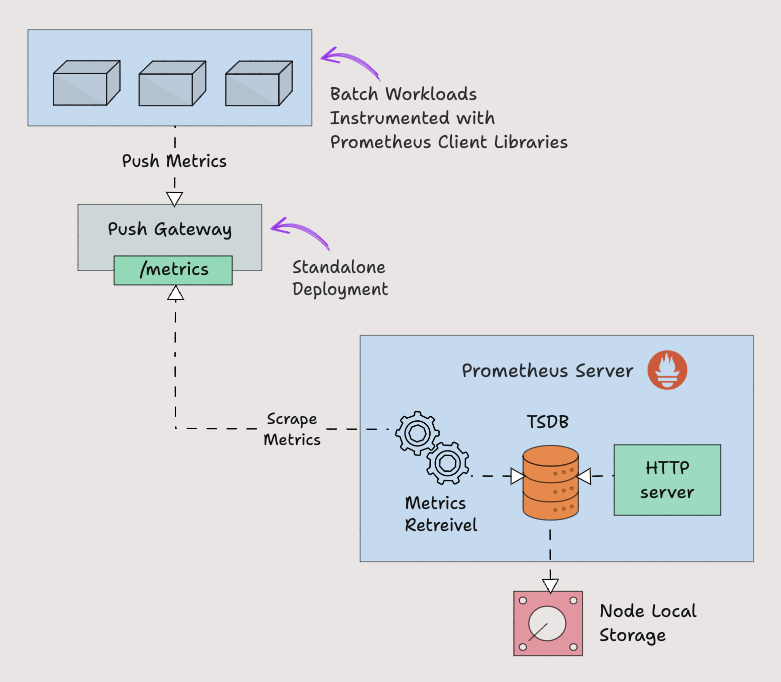 Batch Workloads
Instrumented with
Prometheus Client Libraries
Push Metrics
Push Gateway
/metrics
Standalone
Deployment
Prometheus Server
Scrape
Metrics
TSDB
HTTP
server
Metrics
Retreivel
Node Local
Storage